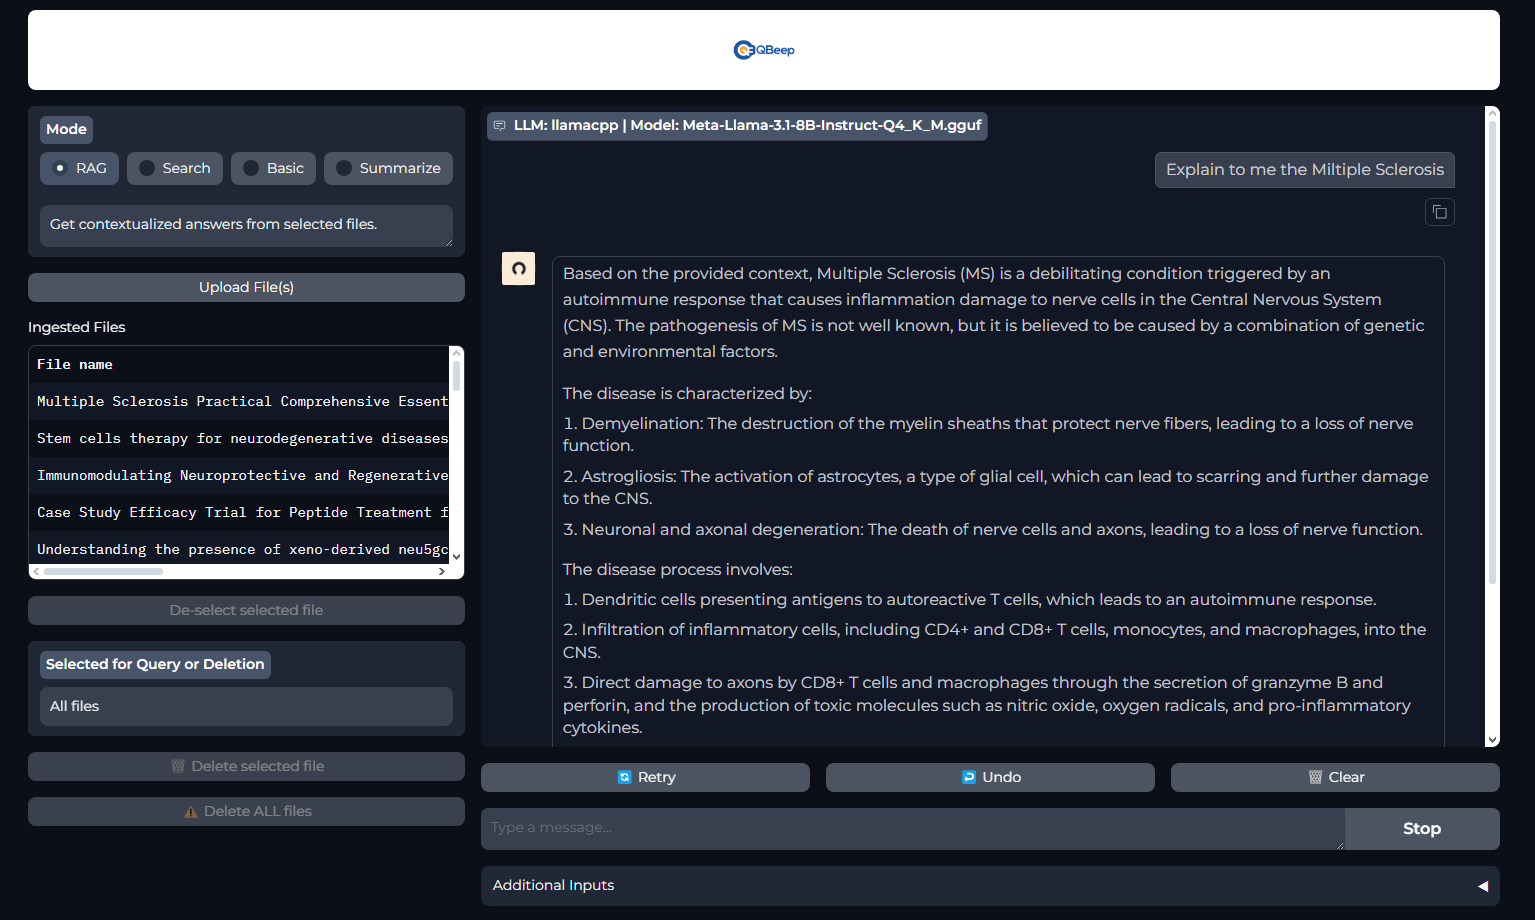 QBeep
Mode
RAG
Search
Basic
Summarize
Get contextualized answers from selected files.
Upload File(s)
Ingested Files
File name
Multiple Sclerosis Practical Comprehensive Essent
Stem cells therapy for neurodegenerative diseases
Immunomodulating Neuroprotective and Regenerative
Case Study Efficacy Trial for Peptide Treatment f
Understanding the presence of xeno-derived neu5gc
De-select selected file
Selected for Query or Deletion
All files
Delete selected file
Delete ALL files
LLM: llamacpp | Model: Meta-Llama-3.1-8B-Instruct-Q4_K_M.gguf
Explain to me the Miltiple Sclerosis
Based on the provided context, Multiple Sclerosis (MS) is a debilitating condition triggered by an
autoimmune response that causes inflammation damage to nerve cells in the Central Nervous System
(CNS). The pathogenesis of MS is not well known, but it is believed to be caused by a combination of genetic
and environmental factors.
The disease is characterized by:
1. Demyelination: The destruction of the myelin sheaths that protect nerve fibers, leading to a loss of nerve
function.
2. Astrogliosis: The activation of astrocytes, a type of glial cell, which can lead to scarring and further damage
to the CNS.
3. Neuronal and axonal degeneration: The death of nerve cells and axons, leading to a loss of nerve function.
The disease process involves:
1. Dendritic cells presenting antigens to autoreactive T cells, which leads to an autoimmune response.
2. Infiltration of inflammatory cells, including CD4+ and CD8+ T cells, monocytes, and macrophages, into the
CNS.
3. Direct damage to axons by CD8+ T cells and macrophages through the secretion of granzyme B and
perforin, and the production of toxic molecules such as nitric oxide, oxygen radicals, and pro-inflammatory
cytokines.
Retry
Undo
Clear
Type a message...
Stop
Additional Inputs